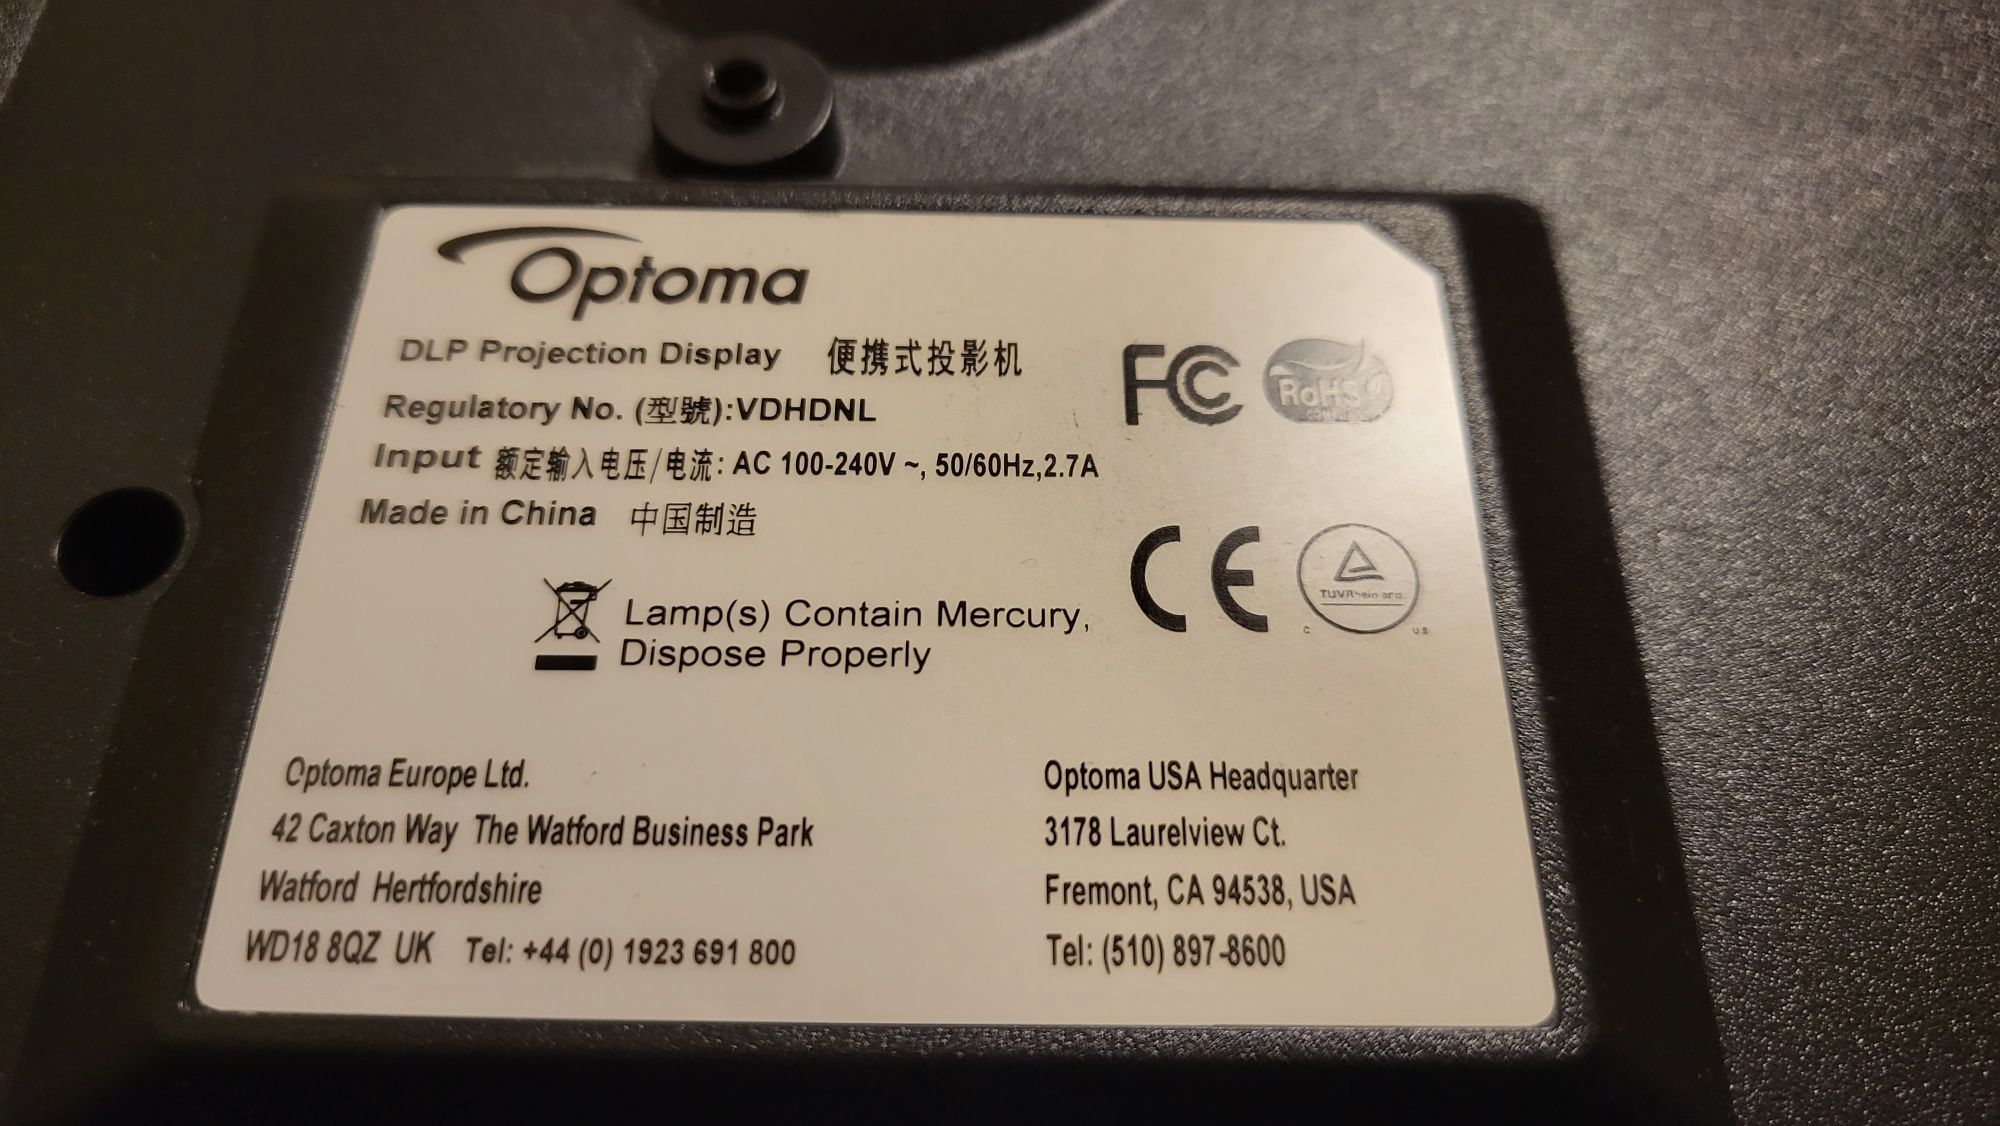 Optoma
DLP Projection Display 便携式投影机
Regulatory No. (型號):VDHDNL
Input 额定输入电压/电流: AC 100-240V ~, 50/60Hz,2.7A
Made in China 中国制造
FC
RoHS
CE
TUVRheinland
C US
Lamp(s) Contain Mercury,
Dispose Properly
Optoma Europe Ltd.
42 Caxton Way The Watford Business Park
Watford Hertfordshire
WD18 8QZ UK Tel: +44 (0) 1923 691 800
Optoma USA Headquarter
3178 Laurelview Ct.
Fremont, CA 94538, USA
Tel: (510) 897-8600